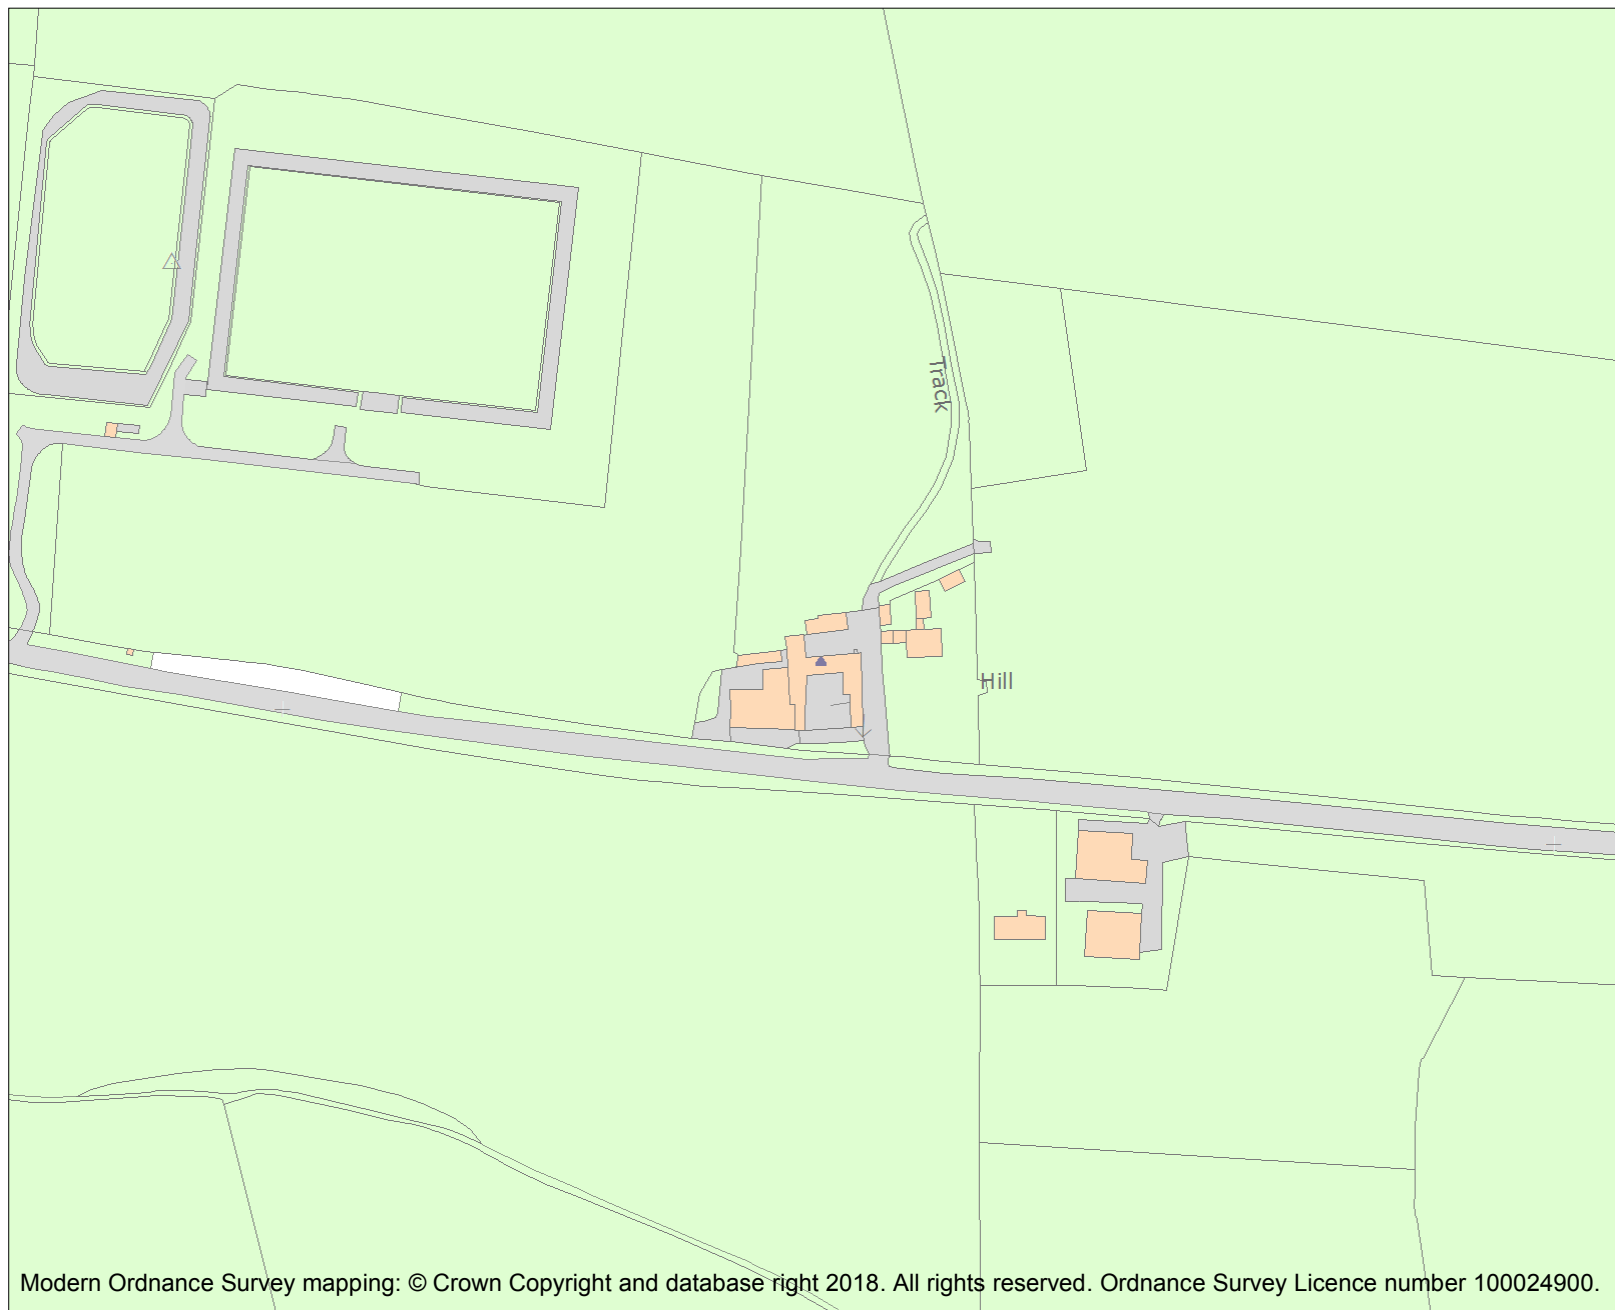 Track
Hill
Modern Ordnance Survey mapping: © Crown Copyright and database right 2018. All rights reserved. Ordnance Survey Licence number 100024900.